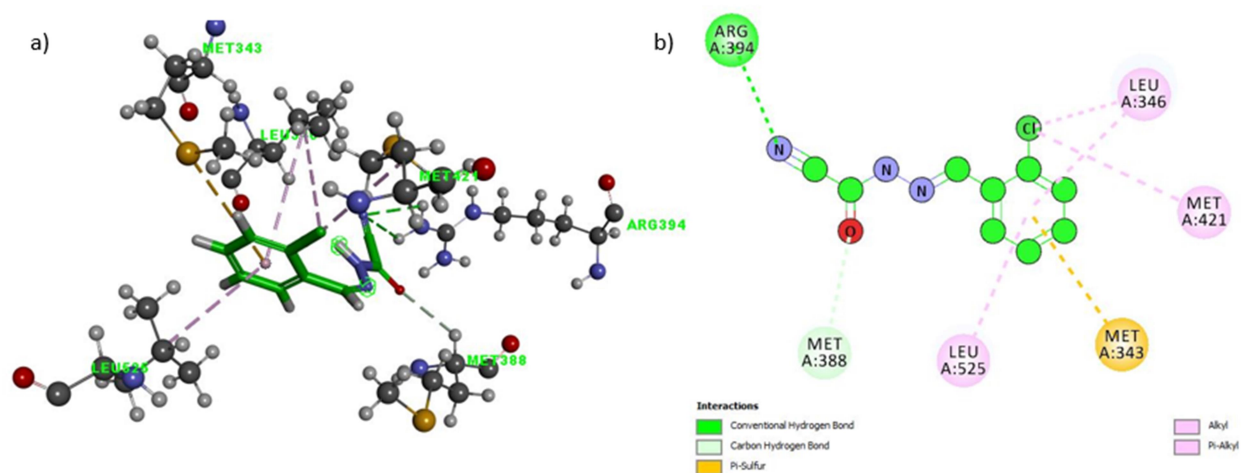 a)
MET343
LEU
MET421
ARG394
LEU525
MET388
b)
ARG
A:394
LEU
A:346
Cl
N
N
N
O
MET
A:421
MET
A:388
LEU
A:525
MET
A:343
Interactions
Conventional Hydrogen Bond
Carbon Hydrogen Bond
Pi-Sulfur
Alkyl
Pi-Alkyl